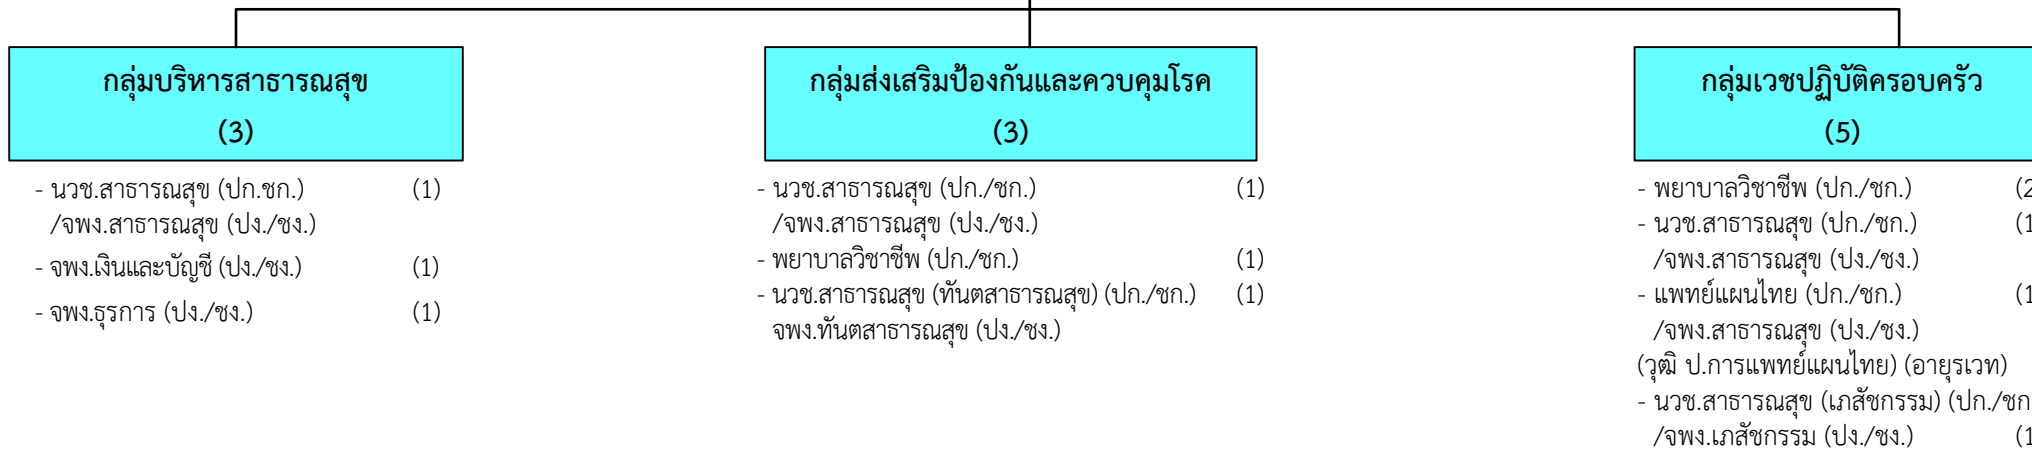 กลุ่มบริหารสาธารณสุข
(3)
- นวช.สาธารณสุข (ปก.ชก.) (1)
/จพง.สาธารณสุข (ปง./ชง.)
- จพง.เงินและบัญชี (ปง./ชง.) (1)
- จพง.ธุรการ (ปง./ชง.) (1)
กลุ่มส่งเสริมป้องกันและควบคุมโรค
(3)
- นวช.สาธารณสุข (ปก./ชก.) (1)
/จพง.สาธารณสุข (ปง./ชง.)
- พยาบาลวิชาชีพ (ปก./ชก.) (1)
- นวช.สาธารณสุข (ทันตสาธารณสุข) (ปก./ชก.) (1)
จพง.ทันตสาธารณสุข (ปง./ชง.)
กลุ่มเวชปฏิบัติครอบครัว
(5)
- พยาบาลวิชาชีพ (ปก./ชก.) (2
- นวช.สาธารณสุข (ปก./ชก.) (1
/จพง.สาธารณสุข (ปง./ชง.)
- แพทย์แผนไทย (ปก./ชก.) (1
/จพง.สาธารณสุข (ปง./ชง.)
(วุฒิ ป.การแพทย์แผนไทย) (อายุรเวท)
- นวช.สาธารณสุข (เภสัชกรรม) (ปก./ชก
/จพง.เภสัชกรรม (ปง./ชง.) (1